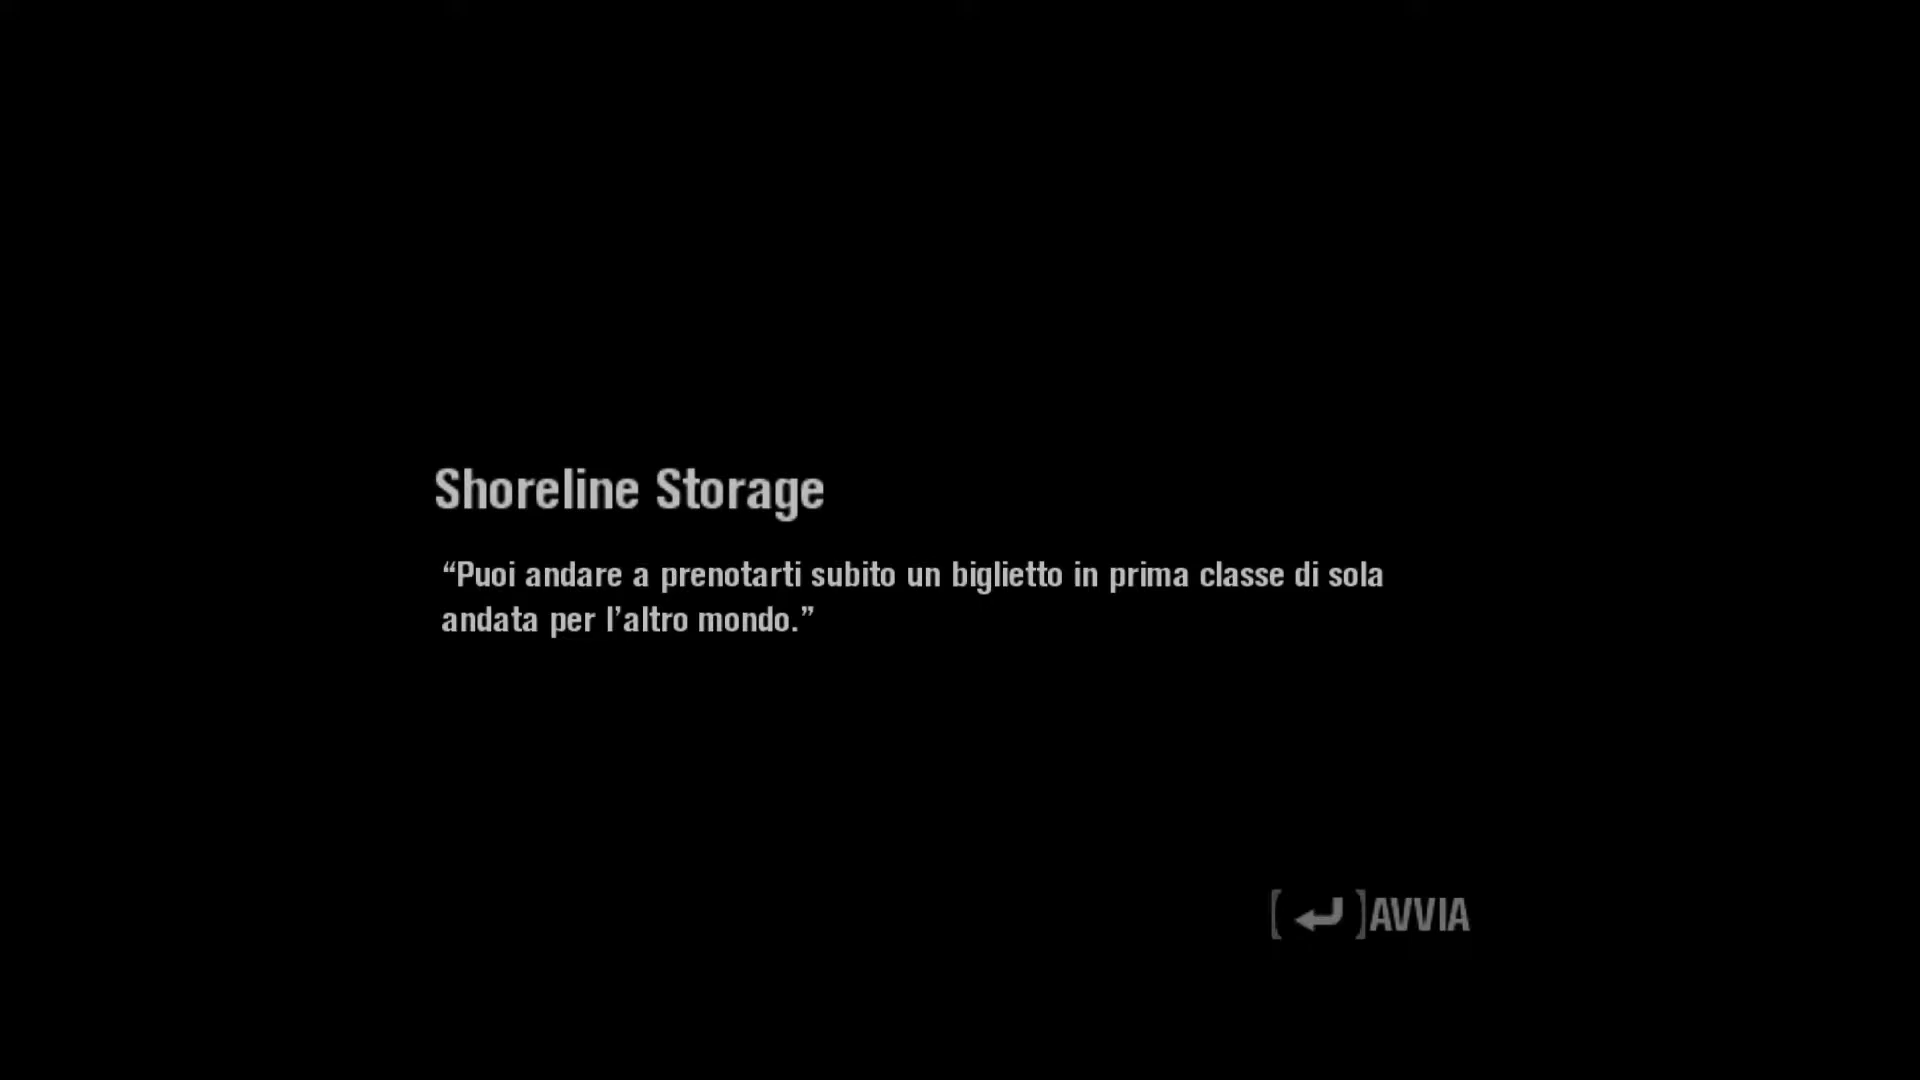 Shoreline Storage
“Puoi andare a prenotarti subito un biglietto in prima classe di sola
andata per l’altro mondo.”
[ ↵ ]AVVIA